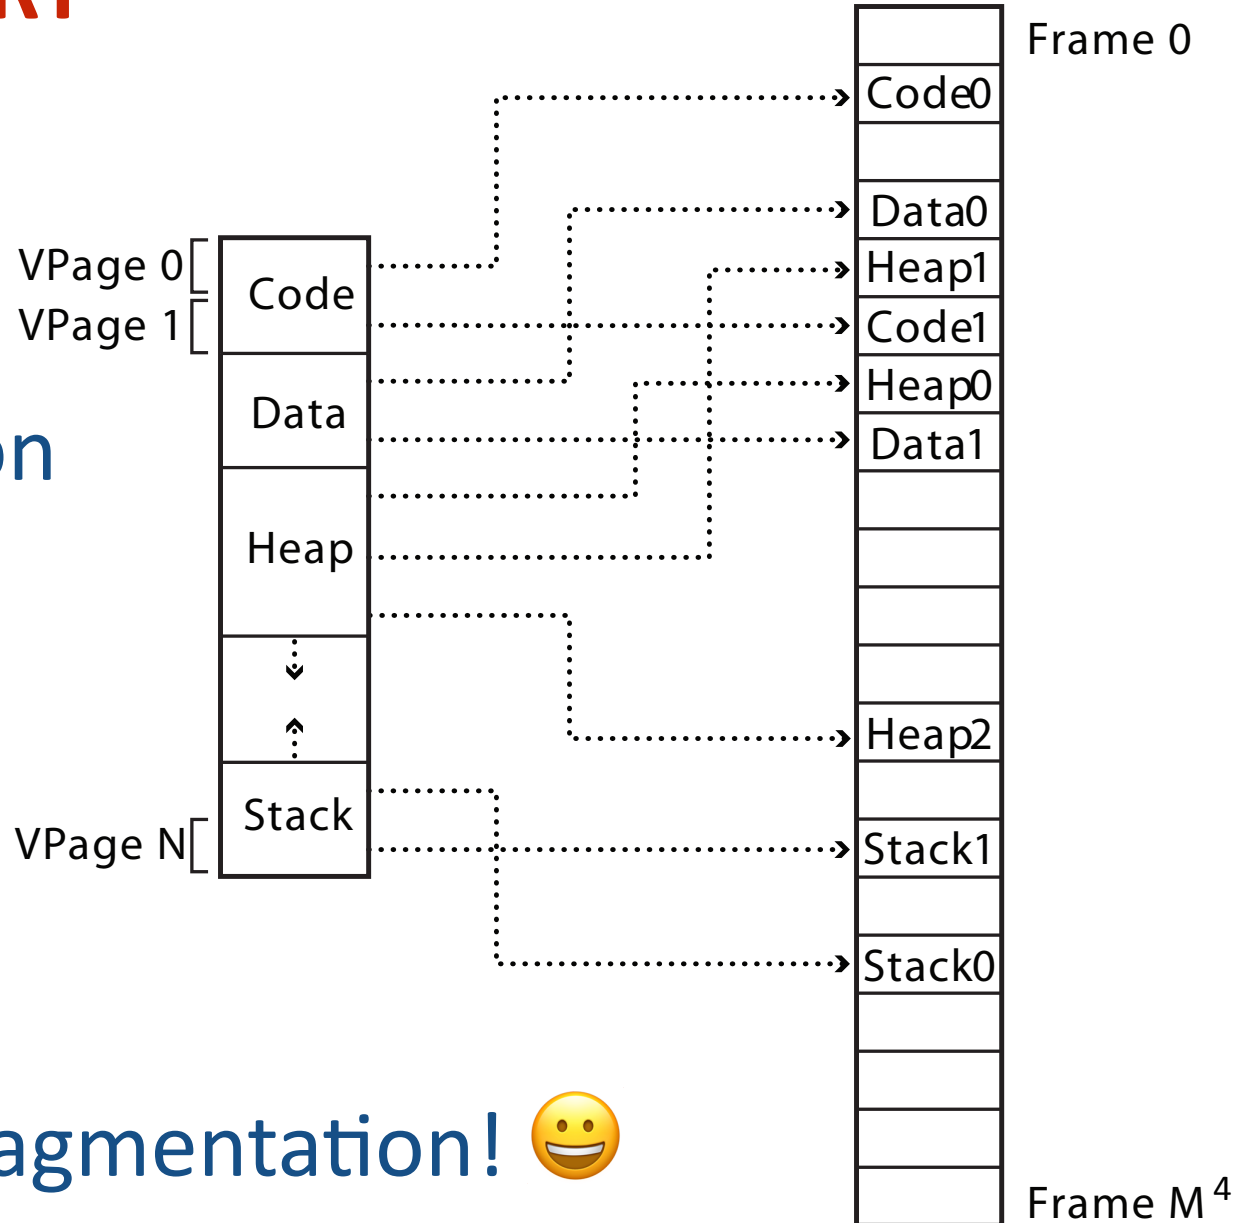 Frame 0
Code0
Data0
VPage 0
Code
Heap1
VPage 1
Code1
Heap0
Data
Data1
Heap
Heap2
Stack
VPage N
Stack1
Stack0
agmentation! 😀
Frame M 4